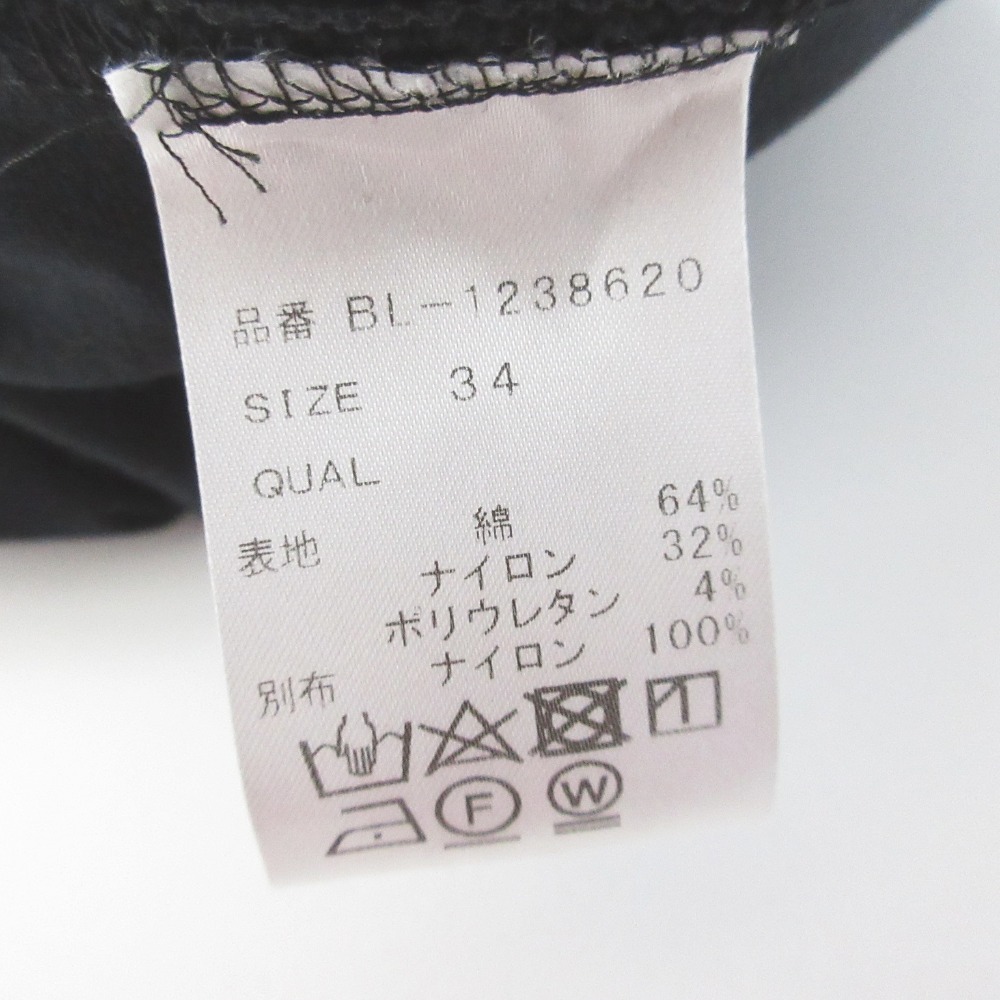 品番 BL-1238620
SIZE 34
QUAL
表地 綿 64%
ナイロン 32%
ポリウレタン 4%
別布 ナイロン 100%
F W